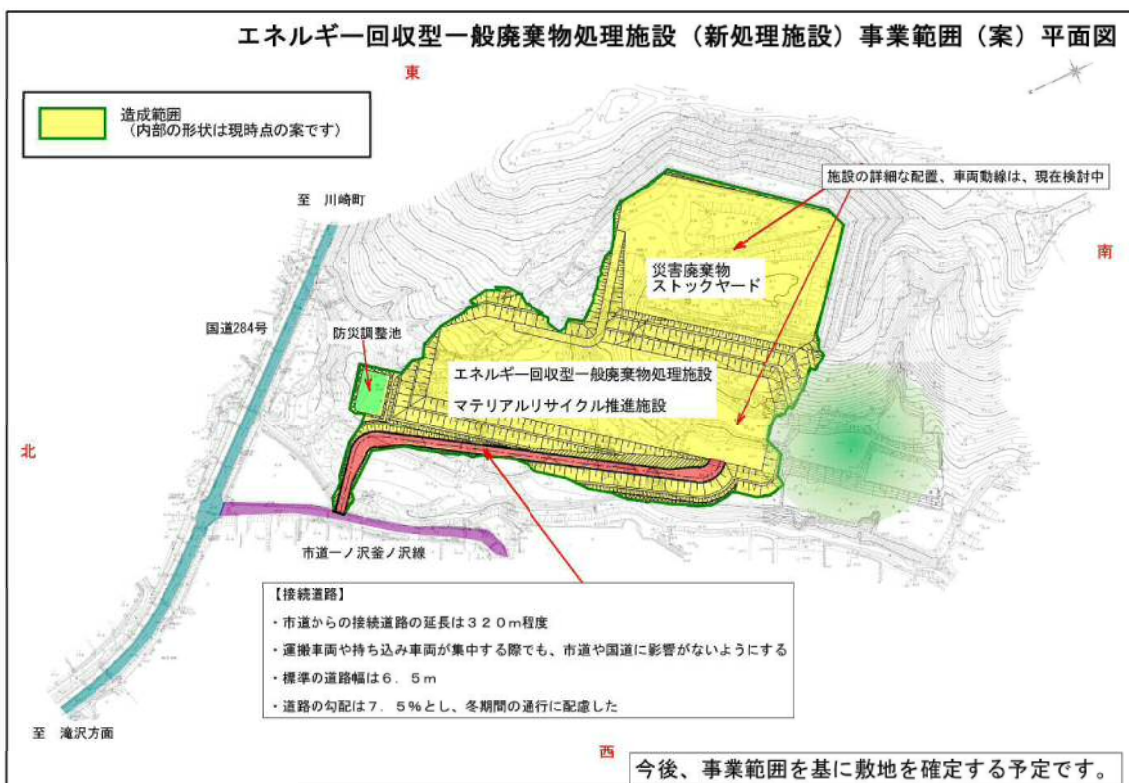 エネルギー回収型一般廃棄物処理施設（新処理施設）事業範囲（案）平面図
東
造成範囲
（内部の形状は現時点の案です）
施設の詳細な配置、車両動線は、現在検討中
至　川崎町
南
災害廃棄物
ストックヤード
国道284号
防災調整池
エネルギー回収型一般廃棄物処理施設
マテリアルリサイクル推進施設
北
市道一ノ沢釜ノ沢線
【接続道路】
・市道からの接続道路の延長は３２０ｍ程度
・運搬車両や持ち込み車両が集中する際でも、市道や国道に影響がないようにする
・標準の道路幅は６．５ｍ
・道路の勾配は７．５％とし、冬期間の通行に配慮した
至　滝沢方面
西
今後、事業範囲を基に敷地を確定する予定です。